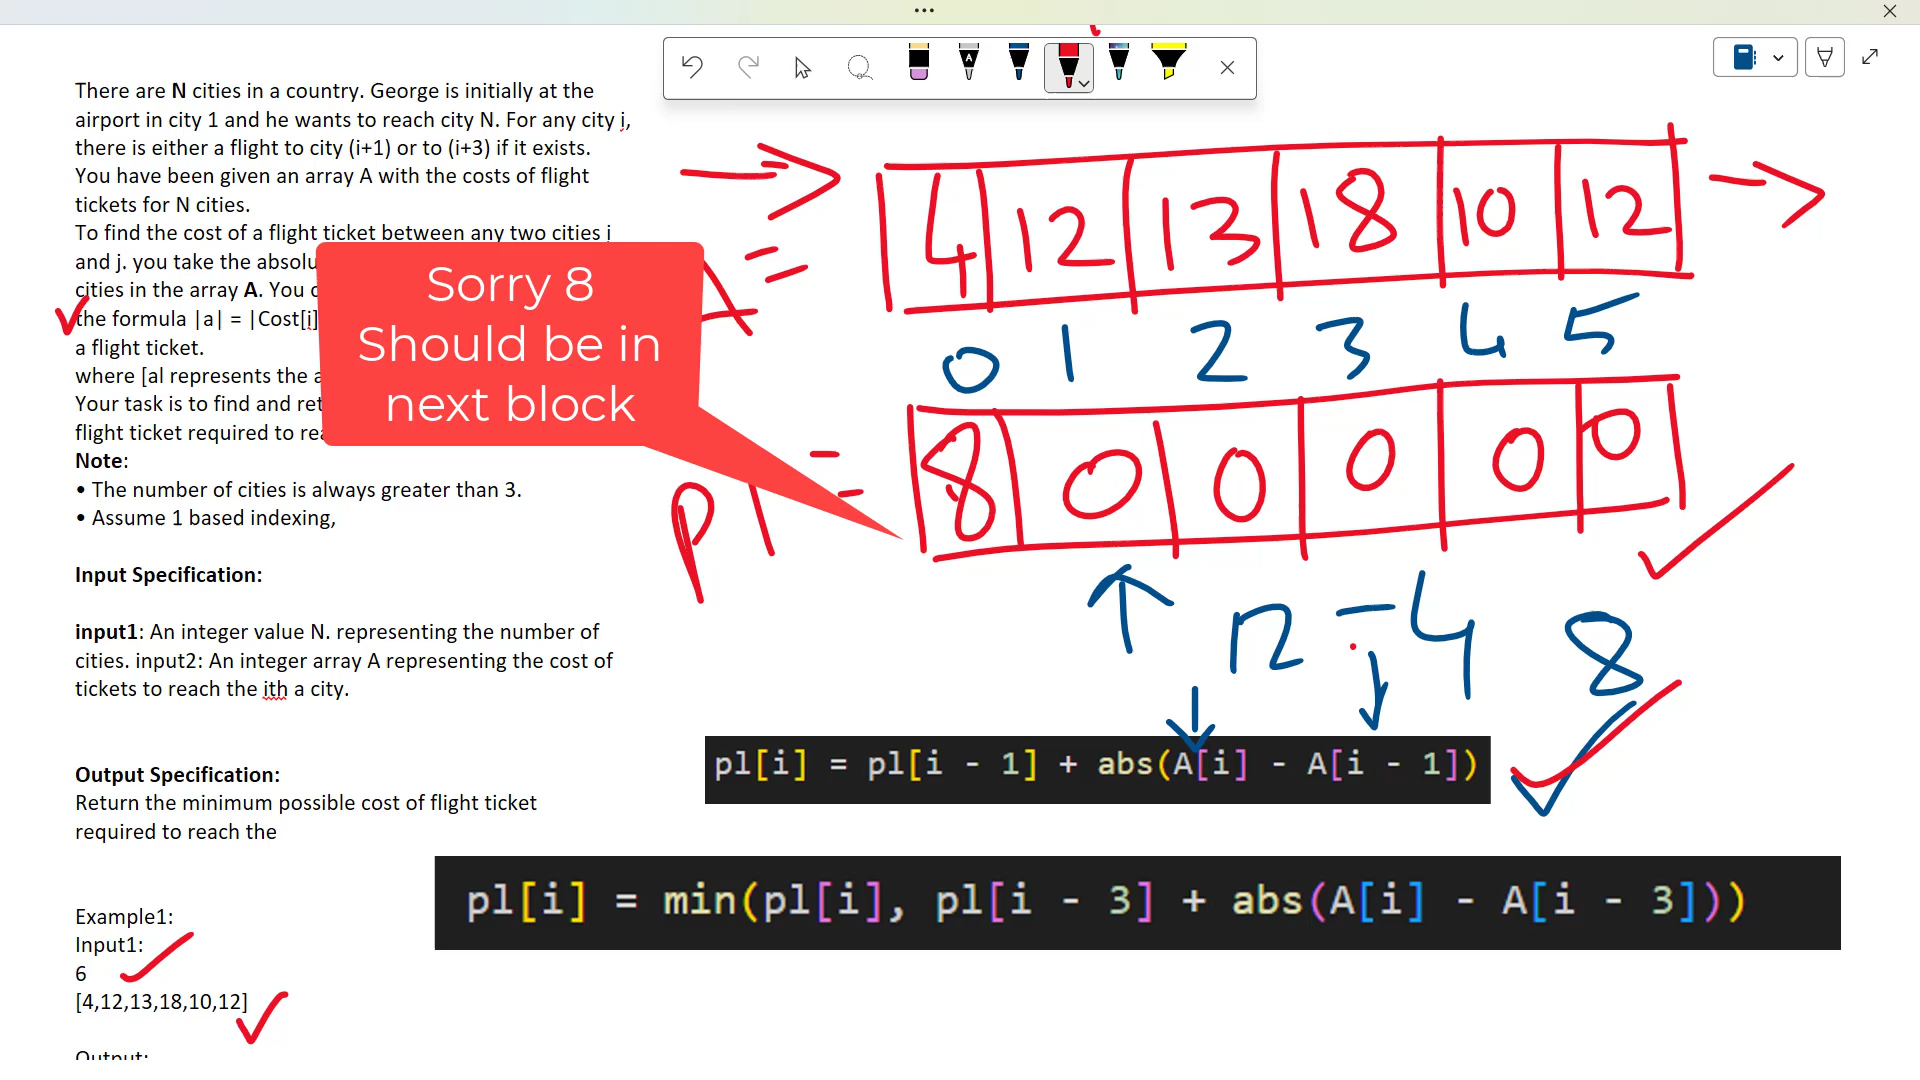 There are N cities in a country. George is initially at the
airport in city 1 and he wants to reach city N. For any city i,
there is either a flight to city (i+1) or to (i+3) if it exists.
You have been given an array A with the costs of flight
tickets for N cities.
To find the cost of a flight ticket between any two cities i
and j. you take the absolu
cities in the array A. You
the formula |a| = |Cost[i]
a flight ticket.
where [al represents the a
Your task is to find and ret
flight ticket required to rea
Note:
• The number of cities is always greater than 3.
• Assume 1 based indexing,
Input Specification:
input1: An integer value N. representing the number of
cities. input2: An integer array A representing the cost of
tickets to reach the ith a city.
Output Specification:
Return the minimum possible cost of flight ticket
required to reach the
Example1:
Input1:
6
[4,12,13,18,10,12]
Output:
Sorry 8
Should be in
next block
A = 4 12 13 18 10 12
0 1 2 3 4 5
pl = 8 0 0 0 0 0
12 - 4 8
pl[i] = pl[i - 1] + abs(A[i] - A[i - 1])
pl[i] = min(pl[i], pl[i - 3] + abs(A[i] - A[i - 3]))